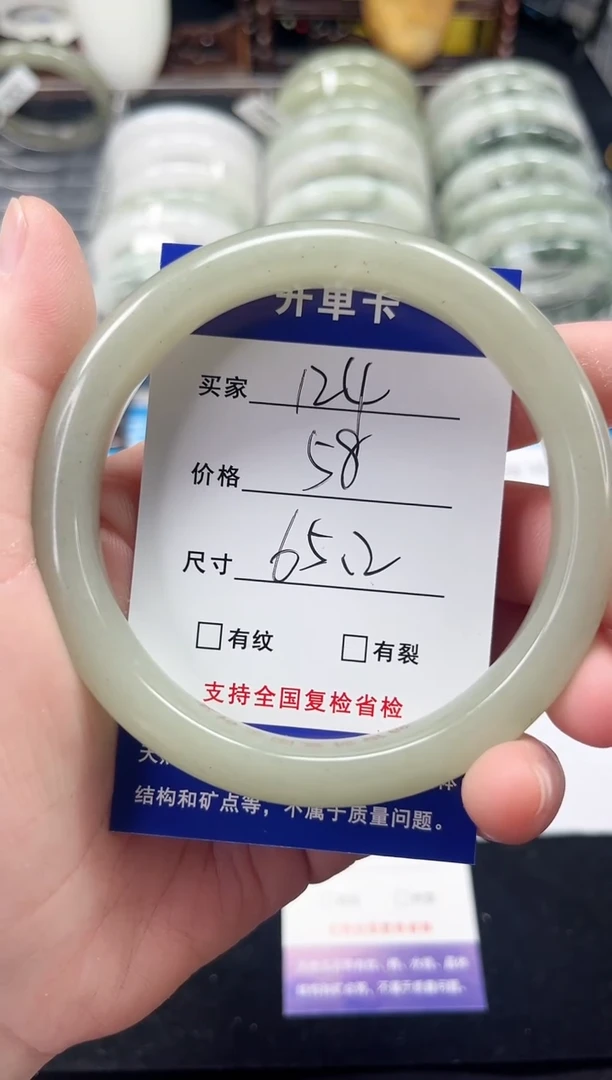 开单卡
买家 124
价格 58
尺寸 65.2
□有纹 □有裂
支持全国复检省检
结构和矿点等，不属于质量问题。